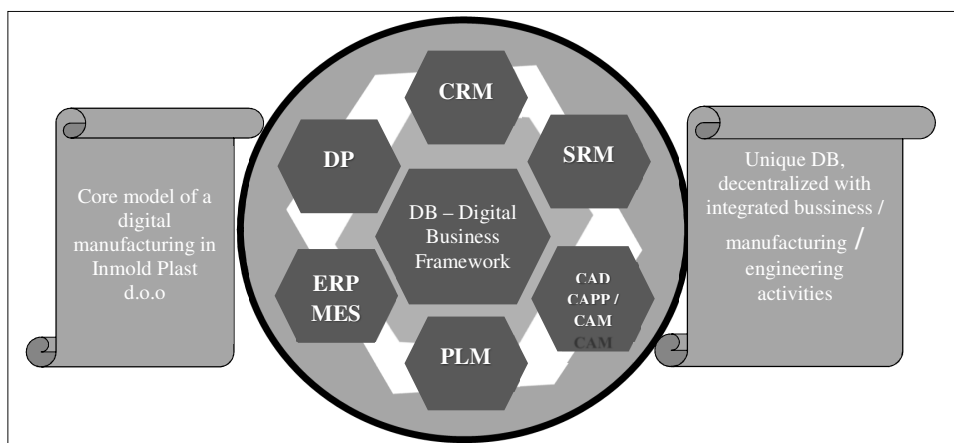 Core model of a
digital
manufacturing in
Inmold Plast
d.o.o
CRM
DP
SRM
DB – Digital
Business
Framework
ERP
MES
CAD
CAPP /
CAM
CAM
PLM
Unique DB,
decentralized with
integrated bussiness /
manufacturing /
engineering
activities